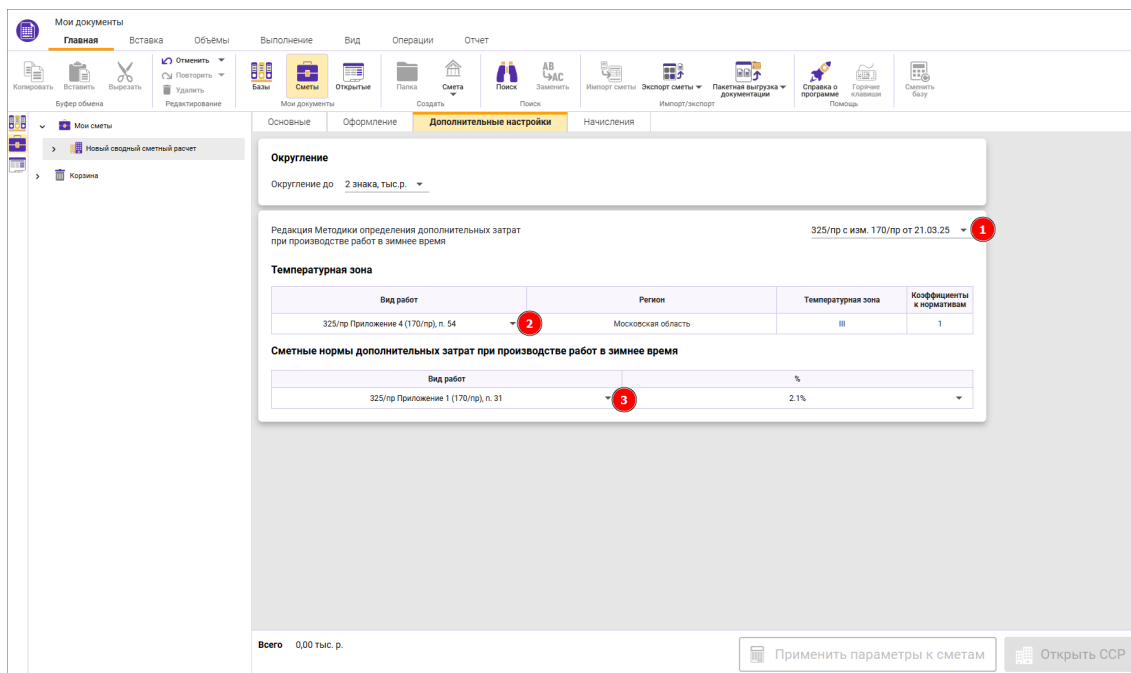 Мои документы
Главная Вставка Объёмы Выполнение Вид Операции Отчет
Копировать Вставить Вырезать
Отменить
Повторить
Удалить
Базы Сметы Открытые Папка Смета Поиск Заменить Импорт сметы Экспорт сметы Пакетная выгрузка документации Справка о программе Горячие клавиши Сменить базу
AB
AC
Буфер обмена Редактирование Мои документы Создать Поиск Импорт/экспорт Помощь
Мои сметы
Новый сводный сметный расчет
Корзина
Основные Оформление Дополнительные настройки Начисления
Округление
Округление до 2 знака, тыс.р.
Редакция Методики определения дополнительных затрат
при производстве работ в зимнее время
325/пр с изм. 170/пр от 21.03.25 1
Температурная зона
Вид работ Регион Температурная зона Коэффициенты к нормативам
325/пр Приложение 4 (170/пр), п. 54 2 Московская область III 1
Сметные нормы дополнительных затрат при производстве работ в зимнее время
Вид работ %
325/пр Приложение 1 (170/пр), п. 31 3 2.1%
Всего 0,00 тыс. р.
Применить параметры к сметам Открыть ССР